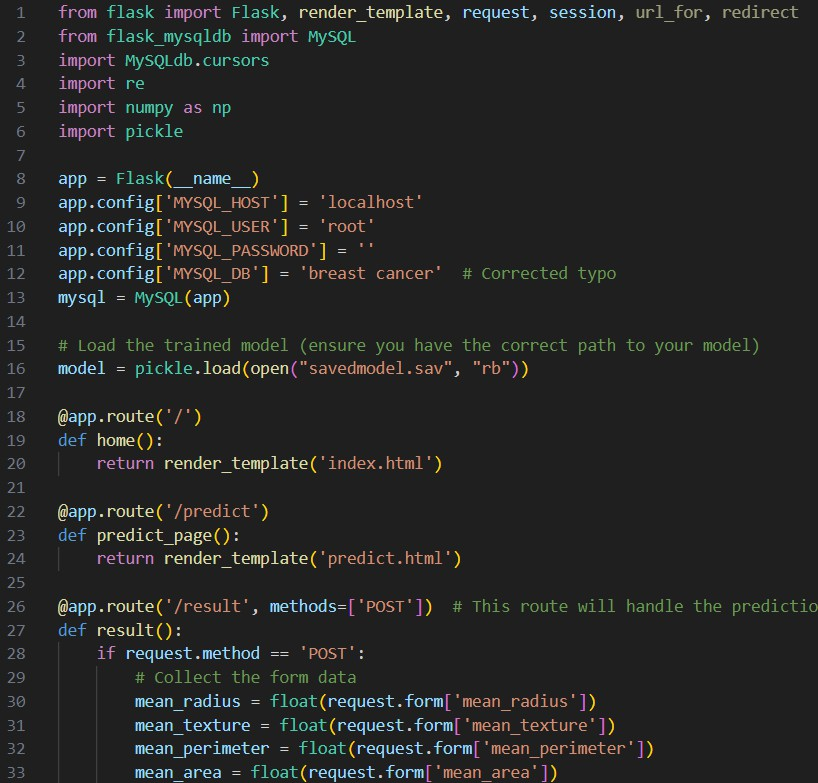 1 from flask import Flask, render_template, request, session, url_for, redirect
2 from flask_mysqldb import MySQL
3 import MySQLdb.cursors
4 import re
5 import numpy as np
6 import pickle
7
8 app = Flask(__name__)
9 app.config['MYSQL_HOST'] = 'localhost'
10 app.config['MYSQL_USER'] = 'root'
11 app.config['MYSQL_PASSWORD'] = ''
12 app.config['MYSQL_DB'] = 'breast cancer'  # Corrected typo
13 mysql = MySQL(app)
14
15 # Load the trained model (ensure you have the correct path to your model)
16 model = pickle.load(open("savedmodel.sav", "rb"))
17
18 @app.route('/')
19 def home():
20     return render_template('index.html')
21
22 @app.route('/predict')
23 def predict_page():
24     return render_template('predict.html')
25
26 @app.route('/result', methods=['POST'])  # This route will handle the predictio
27 def result():
28     if request.method == 'POST':
29         # Collect the form data
30         mean_radius = float(request.form['mean_radius'])
31         mean_texture = float(request.form['mean_texture'])
32         mean_perimeter = float(request.form['mean_perimeter'])
33         mean_area = float(request.form['mean_area'])